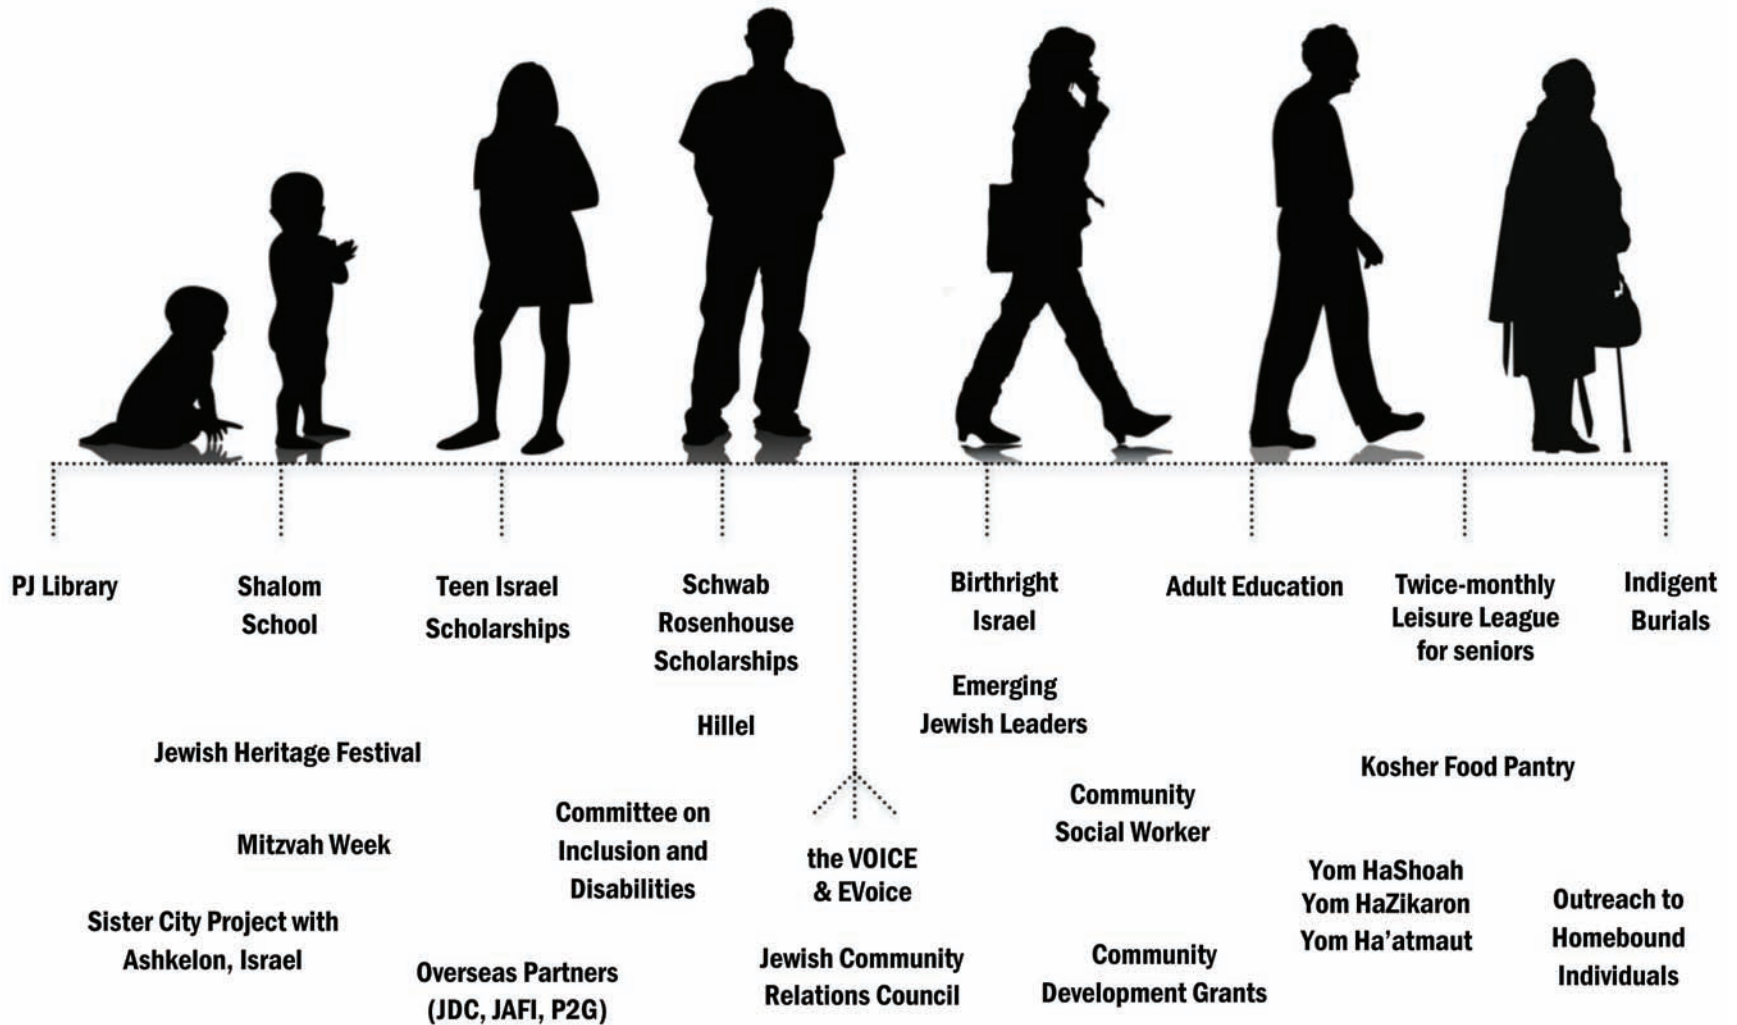 PJ Library
Shalom
School
Teen Israel
Scholarships
Schwab
Rosenhouse
Scholarships
Hillel
Birthright
Israel
Emerging
Jewish Leaders
Adult Education
Twice-monthly
Leisure League
for seniors
Indigent
Burials
Jewish Heritage Festival
Mitzvah Week
Sister City Project with
Ashkelon, Israel
Committee on
Inclusion and
Disabilities
Overseas Partners
(JDC, JAFI, P2G)
the VOICE
& EVoice
Jewish Community
Relations Council
Community
Social Worker
Community
Development Grants
Kosher Food Pantry
Yom HaShoah
Yom HaZikaron
Yom Ha'atmaut
Outreach to
Homebound
Individuals